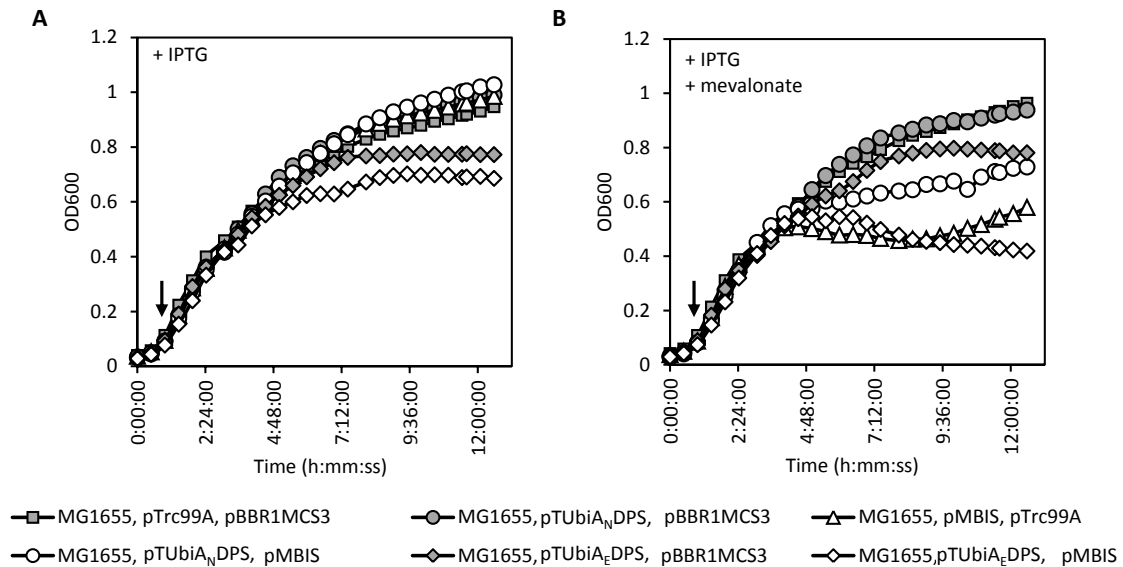 A
B
+ IPTG
+ IPTG
+ mevalonate
OD600
1.2
1
0.8
0.6
0.4
0.2
0
0:00:00
2:24:00
4:48:00
7:12:00
9:36:00
12:00:00
Time (h:mm:ss)
OD600
1.2
1
0.8
0.6
0.4
0.2
0
0:00:00
2:24:00
4:48:00
7:12:00
9:36:00
12:00:00
Time (h:mm:ss)
MG1655, pTrc99A, pBBR1MCS3
MG1655, pTUbiA_NDPS, pBBR1MCS3
MG1655, pMBIS, pTrc99A
MG1655, pTUbiA_NDPS, pMBIS
MG1655, pTUbiA_EDPS, pBBR1MCS3
MG1655,pTUbiA_EDPS, pMBIS